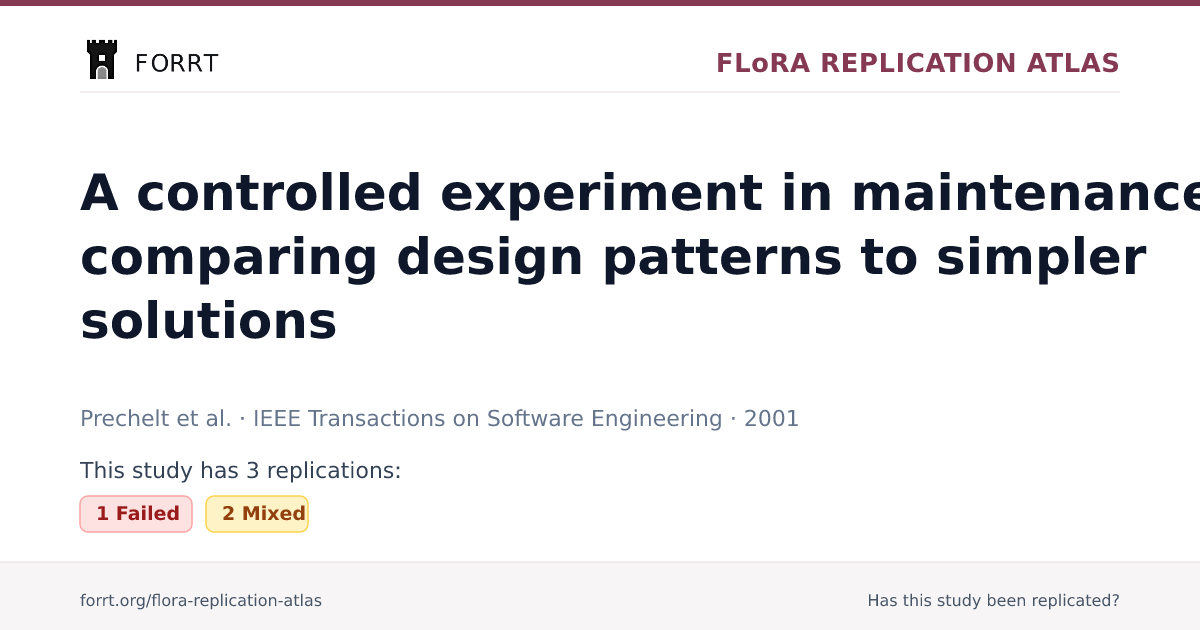 FORRT
FLoRA REPLICATION ATLAS
A controlled experiment in maintenance
comparing design patterns to simpler
solutions
Prechelt et al. · IEEE Transactions on Software Engineering · 2001
This study has 3 replications:
1 Failed
2 Mixed
forrt.org/flora-replication-atlas
Has this study been replicated?